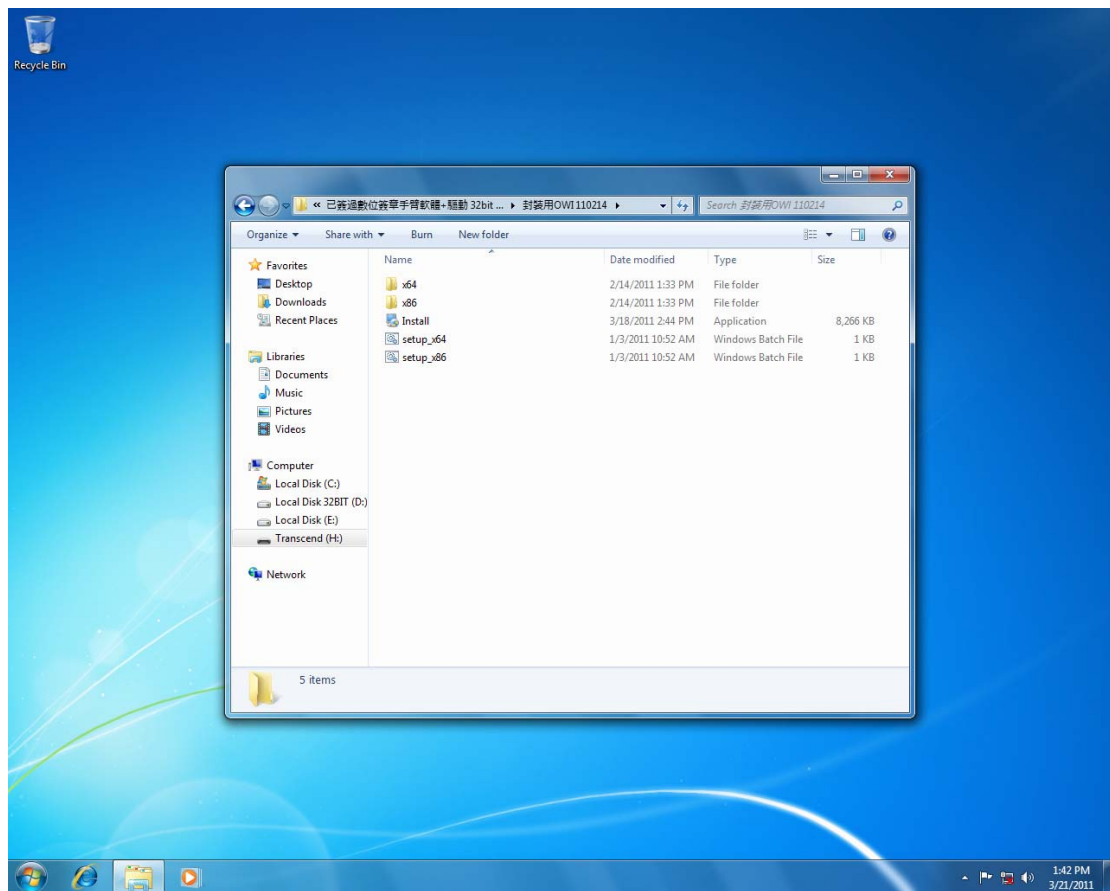 Recycle Bin
« 已簽過數位簽章手臂軟體+驅動 32bit ... ▸ 封裝用OWI 110214 ▸
Search 封裝用OWI 110214
Organize ▾ Share with ▾ Burn New folder
Name Date modified Type Size
Favorites
Desktop
Downloads
Recent Places
Libraries
Documents
Music
Pictures
Videos
Computer
Local Disk (C:)
Local Disk 32BIT (D:)
Local Disk (E:)
Transcend (H:)
Network
x64 2/14/2011 1:33 PM File folder
x86 2/14/2011 1:33 PM File folder
Install 3/18/2011 2:44 PM Application 8,266 KB
setup_x64 1/3/2011 10:52 AM Windows Batch File 1 KB
setup_x86 1/3/2011 10:52 AM Windows Batch File 1 KB
5 items
1:42 PM
3/21/2011